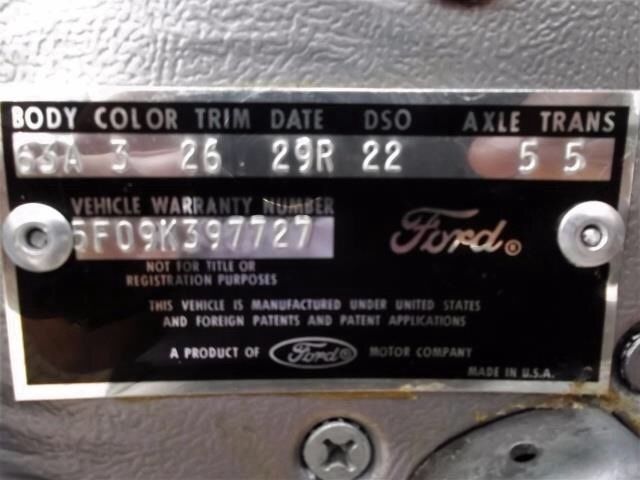 BODY COLOR TRIM DATE DSO AXLE TRANS
63A 3 26 29R 22 5 5
VEHICLE WARRANTY NUMBER
5F09K397727
Ford®
NOT FOR TITLE OR
REGISTRATION PURPOSES
THIS VEHICLE IS MANUFACTURED UNDER UNITED STATES
AND FOREIGN PATENTS AND PATENT APPLICATIONS
A PRODUCT OF Ford® MOTOR COMPANY
MADE IN U.S.A.